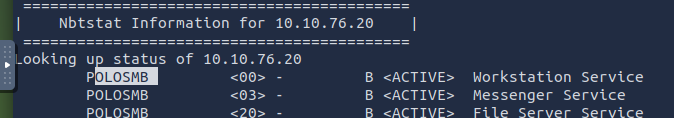 ===========================================
| Nbtstat Information for 10.10.76.20 |
===========================================
Looking up status of 10.10.76.20
POLOSMB <00> - B <ACTIVE> Workstation Service
POLOSMB <03> - B <ACTIVE> Messenger Service
POLOSMB <20> - B <ACTIVE> File Server Service